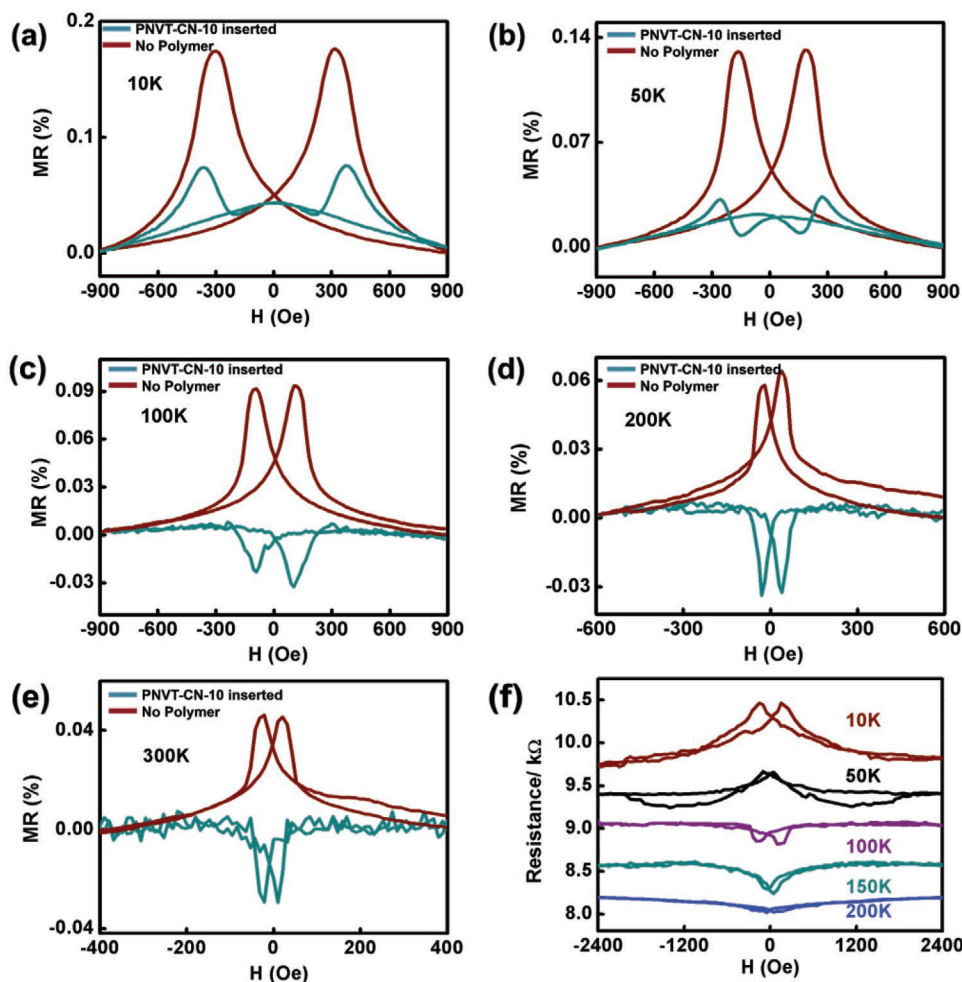 (a)
PNVT-CN-10 inserted
No Polymer
10K
MR (%)
0.2
0.1
0.0
-900 -600 -300 0 300 600 900
H (Oe)
(b)
PNVT-CN-10 inserted
No Polymer
50K
MR (%)
0.14
0.07
0.00
-900 -600 -300 0 300 600 900
H (Oe)
(c)
PNVT-CN-10 inserted
No Polymer
100K
MR (%)
0.09
0.06
0.03
0.00
-0.03
-900 -600 -300 0 300 600 900
H (Oe)
(d)
PNVT-CN-10 inserted
No Polymer
200K
MR (%)
0.06
0.03
0.00
-0.03
-600 -300 0 300 600
H (Oe)
(e)
PNVT-CN-10 inserted
No Polymer
300K
MR (%)
0.04
0.00
-0.04
-400 -200 0 200 400
H (Oe)
(f)
Resistance/ kΩ
10.5
10.0
9.5
9.0
8.5
8.0
10K
50K
100K
150K
200K
-2400 -1200 0 1200 2400
H (Oe)